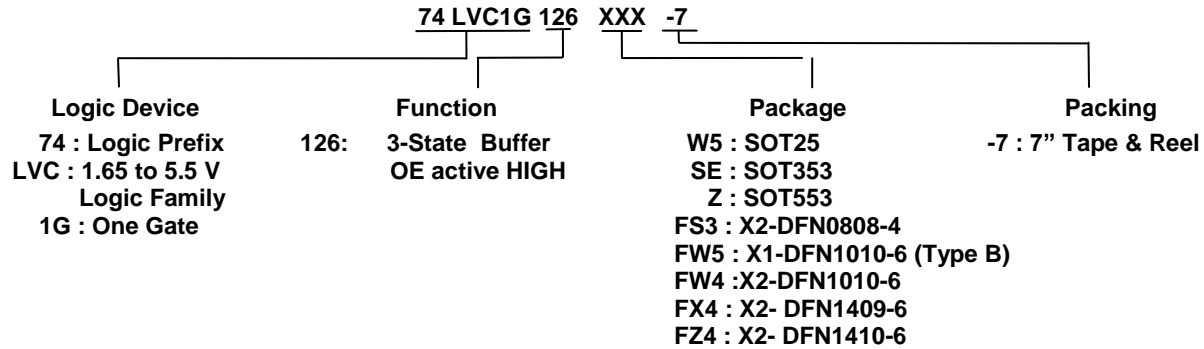 74 LVC1G 126 XXX -7
Logic Device
74 : Logic Prefix
LVC : 1.65 to 5.5 V
Logic Family
1G : One Gate
Function
126: 3-State Buffer
OE active HIGH
Package
W5 : SOT25
SE : SOT353
Z : SOT553
FS3 : X2-DFN0808-4
FW5 : X1-DFN1010-6 (Type B)
FW4 :X2-DFN1010-6
FX4 : X2- DFN1409-6
FZ4 : X2- DFN1410-6
Packing
-7 : 7” Tape & Reel